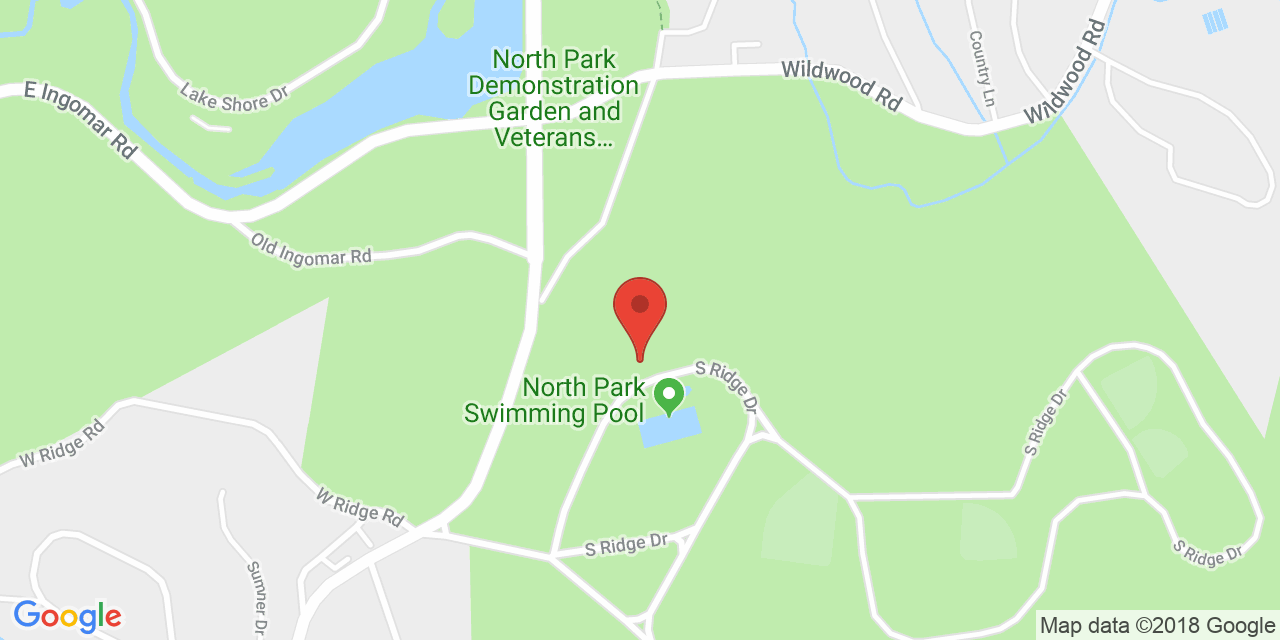 North Park
Demonstration
Garden and
Veterans...
Wildwood Rd
Country Ln
Wildwood Rd
Lake Shore Dr
E Ingomar Rd
Old Ingomar Rd
North Park
Swimming Pool
S Ridge Dr
S Ridge Dr
W Ridge Rd
W Ridge Rd
S Ridge Dr
S Ridge Dr
Sumner Dr
Google
Map data ©2018 Google